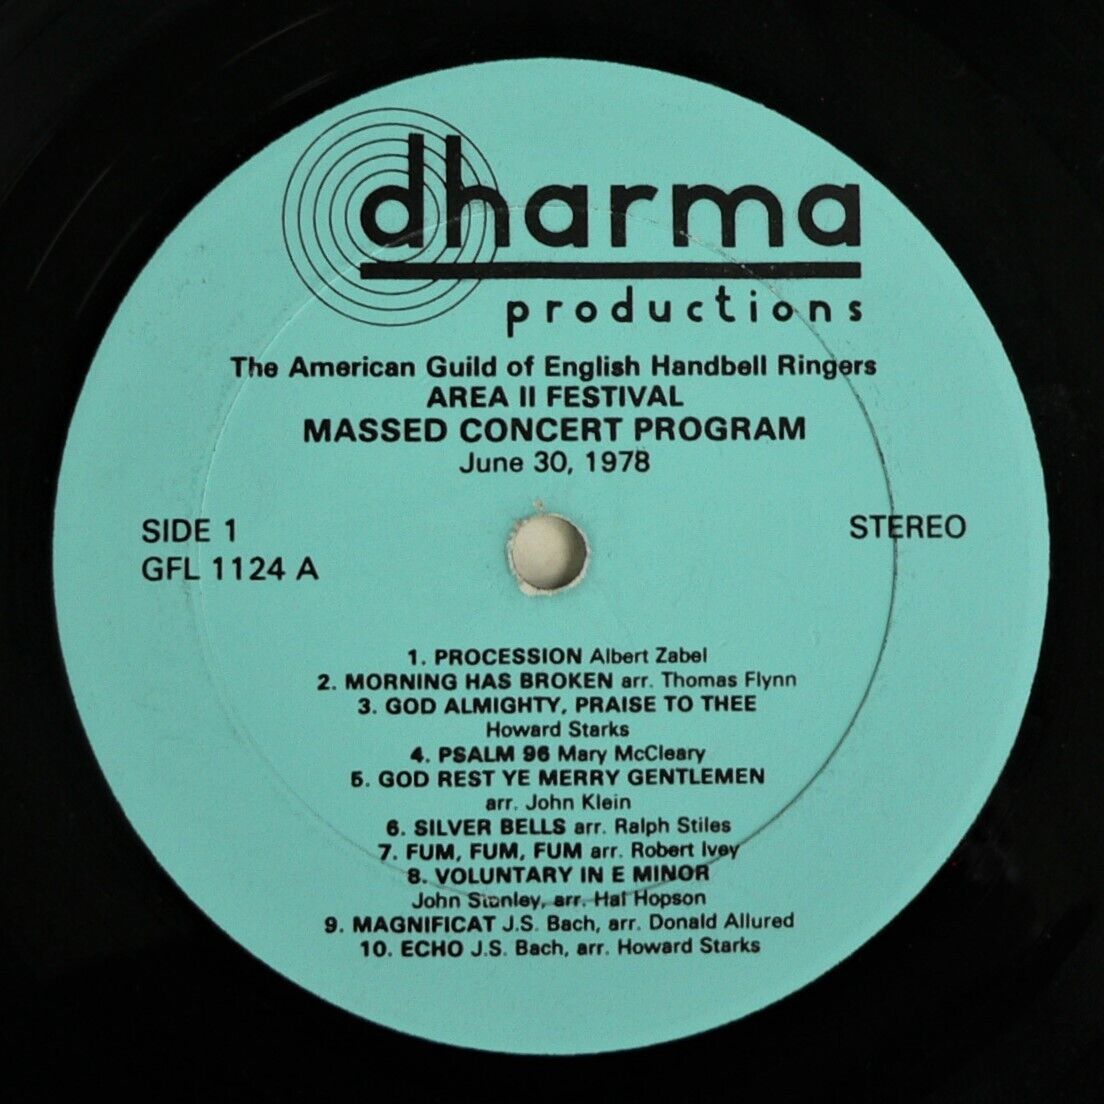 dharma
productions
The American Guild of English Handbell Ringers
AREA II FESTIVAL
MASSED CONCERT PROGRAM
June 30, 1978
SIDE 1
GFL 1124 A
STEREO
1. PROCESSION Albert Zabel
2. MORNING HAS BROKEN arr. Thomas Flynn
3. GOD ALMIGHTY, PRAISE TO THEE
Howard Starks
4. PSALM 96 Mary McCleary
5. GOD REST YE MERRY GENTLEMEN
arr. John Klein
6. SILVER BELLS arr. Ralph Stiles
7. FUM, FUM, FUM arr. Robert Ivey
8. VOLUNTARY IN E MINOR
John Stanley, arr. Hal Hopson
9. MAGNIFICAT J.S. Bach, arr. Donald Allured
10. ECHO J.S. Bach, arr. Howard Starks